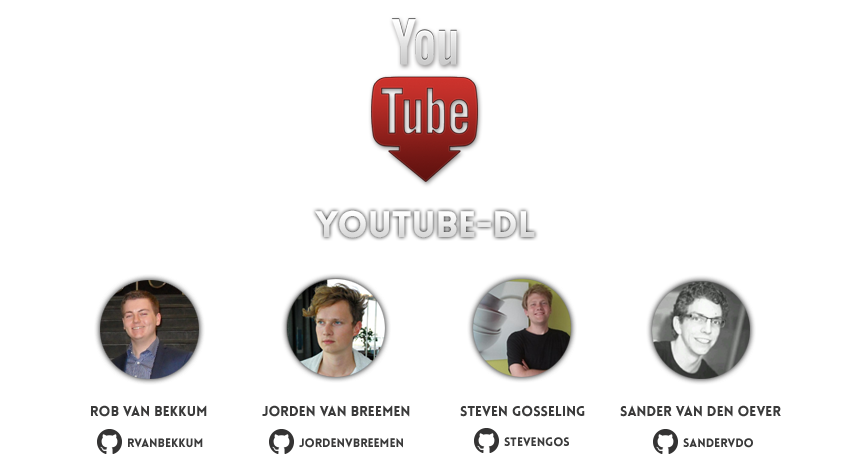 You
Tube
YOUTUBE-DL
ROB VAN BEKKUM
JORDEN VAN BREEMEN
STEVEN GOSSELING
SANDER VAN DEN OEVER
RVANBEKKUM
JORDENVBREEMEN
STEVENGOS
SANDERVDO